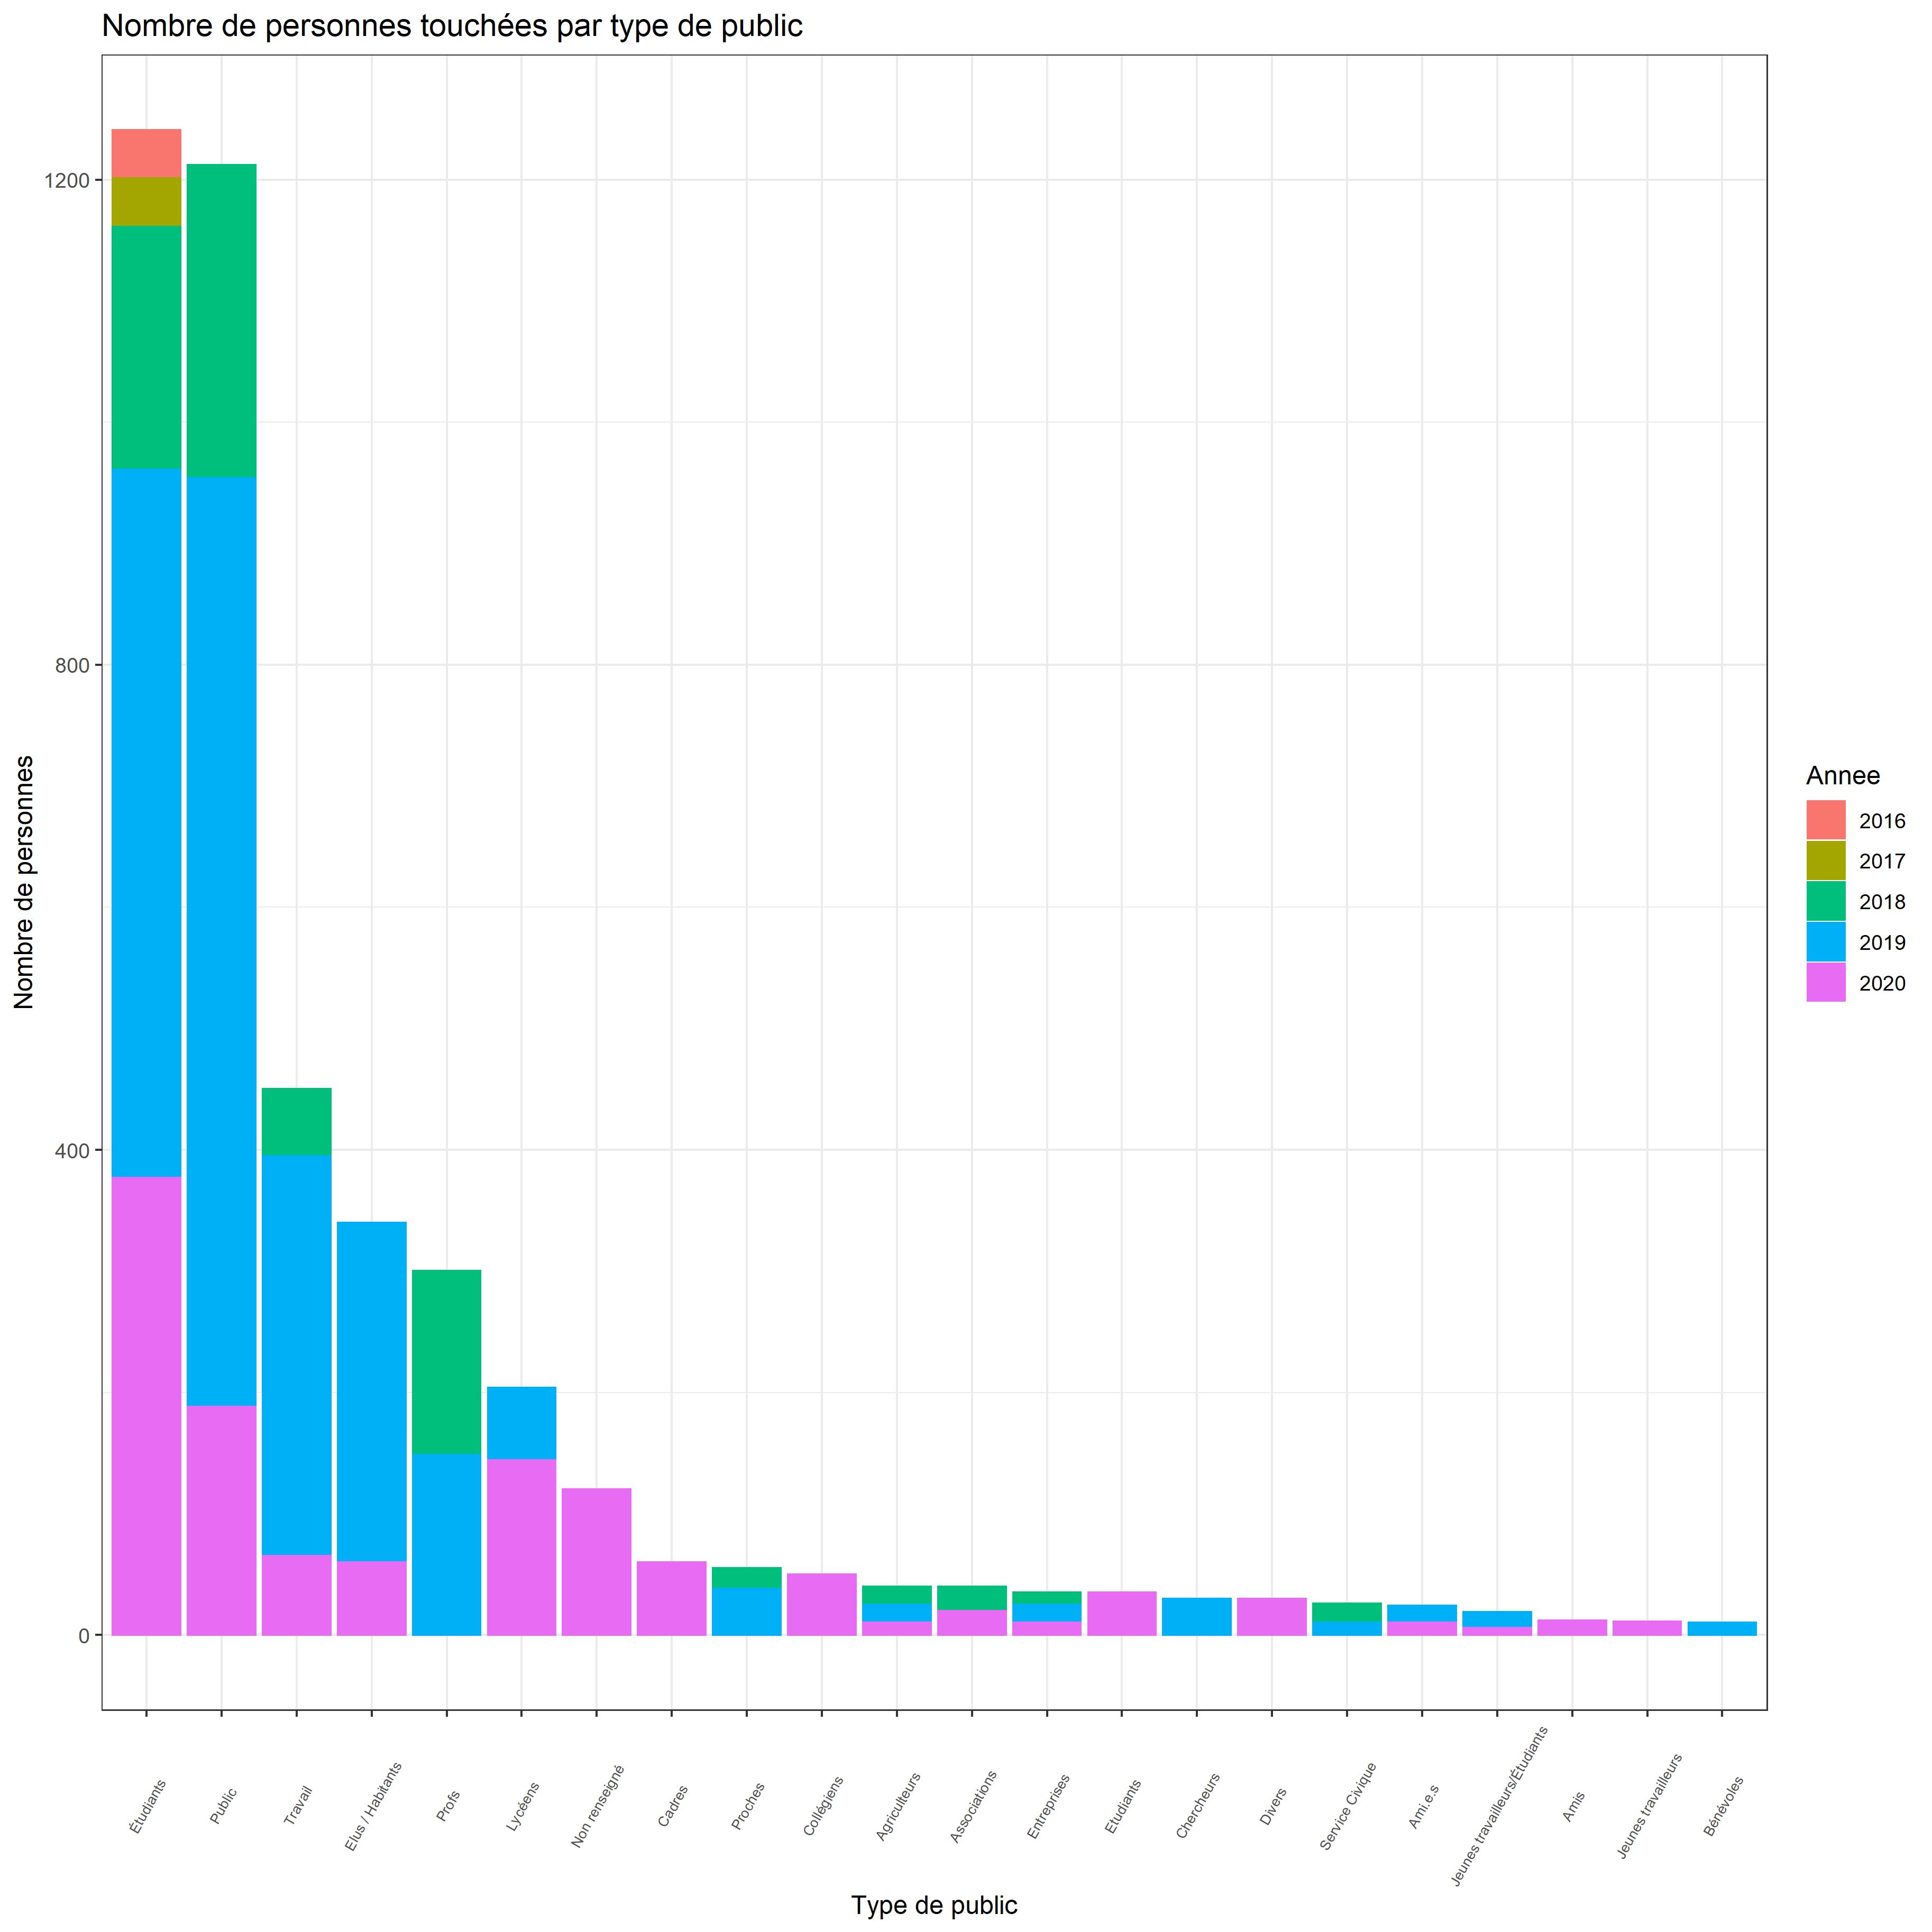 Nombre de personnes touchées par type de public
Nombre de personnes
1200
800
400
0
Étudiants
Public
Travail
Elus / Habitants
Profs
Lycéens
Non renseigné
Cadres
Proches
Collégiens
Agriculteurs
Associations
Entreprises
Etudiants
Chercheurs
Divers
Service Civique
Ami.e.s
Jeunes travailleurs/Étudiants
Amis
Jeunes travailleurs
Bénévoles
Type de public
Annee
2016
2017
2018
2019
2020